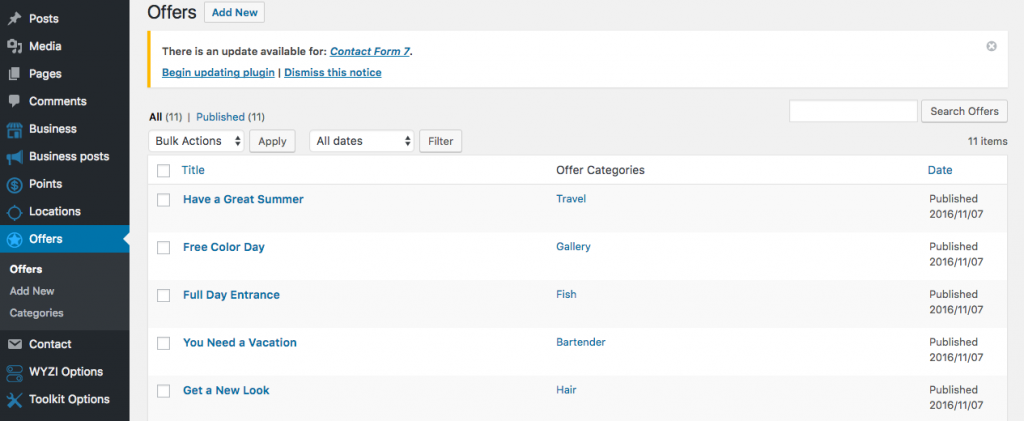 Posts
Media
Pages
Comments
Business
Business posts
Points
Locations
Offers
Offers
Add New
Categories
Contact
WYZI Options
Toolkit Options
Offers Add New
There is an update available for: Contact Form 7.
Begin updating plugin | Dismiss this notice
All (11) | Published (11)
Search Offers
Bulk Actions Apply All dates Filter 11 items
Title Offer Categories Date
Have a Great Summer Travel Published
2016/11/07
Free Color Day Gallery Published
2016/11/07
Full Day Entrance Fish Published
2016/11/07
You Need a Vacation Bartender Published
2016/11/07
Get a New Look Hair Published
2016/11/07